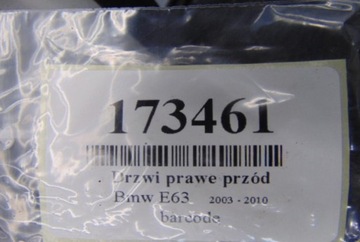 173461
. Drzwi prawe przód
Bmw E63 2003 - 2010
barcode